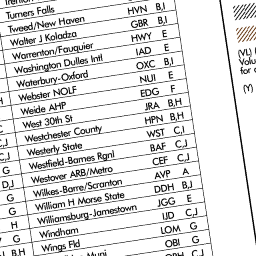 Turners Falls
Tweed/New Haven HVN B,I
Walter J Koladza GBR B,I
Warrenton/Fauquier HWY E
Washington Dulles Intl IAD E
Waterbury-Oxford OXC B,I
Webster NOLF NUI E
Weide AHP EDG F
West 30th St JRA B,H
Westchester County HPN B,H
Westerly State WST C,J
Westfield-Barnes Rgnl BAF C,J
Westover ARB/Metro CEF C,J
Wilkes-Barre/Scranton AVP A
William H Morse State DDH B,J
Williamsburg-Jamestown JGG E
Windham IJD C,J
Wings Fld LOM G
Muni OBI G
C,J
G
D,J
G
G
H
G
B,H
(VL)
Volu
for
(Y)